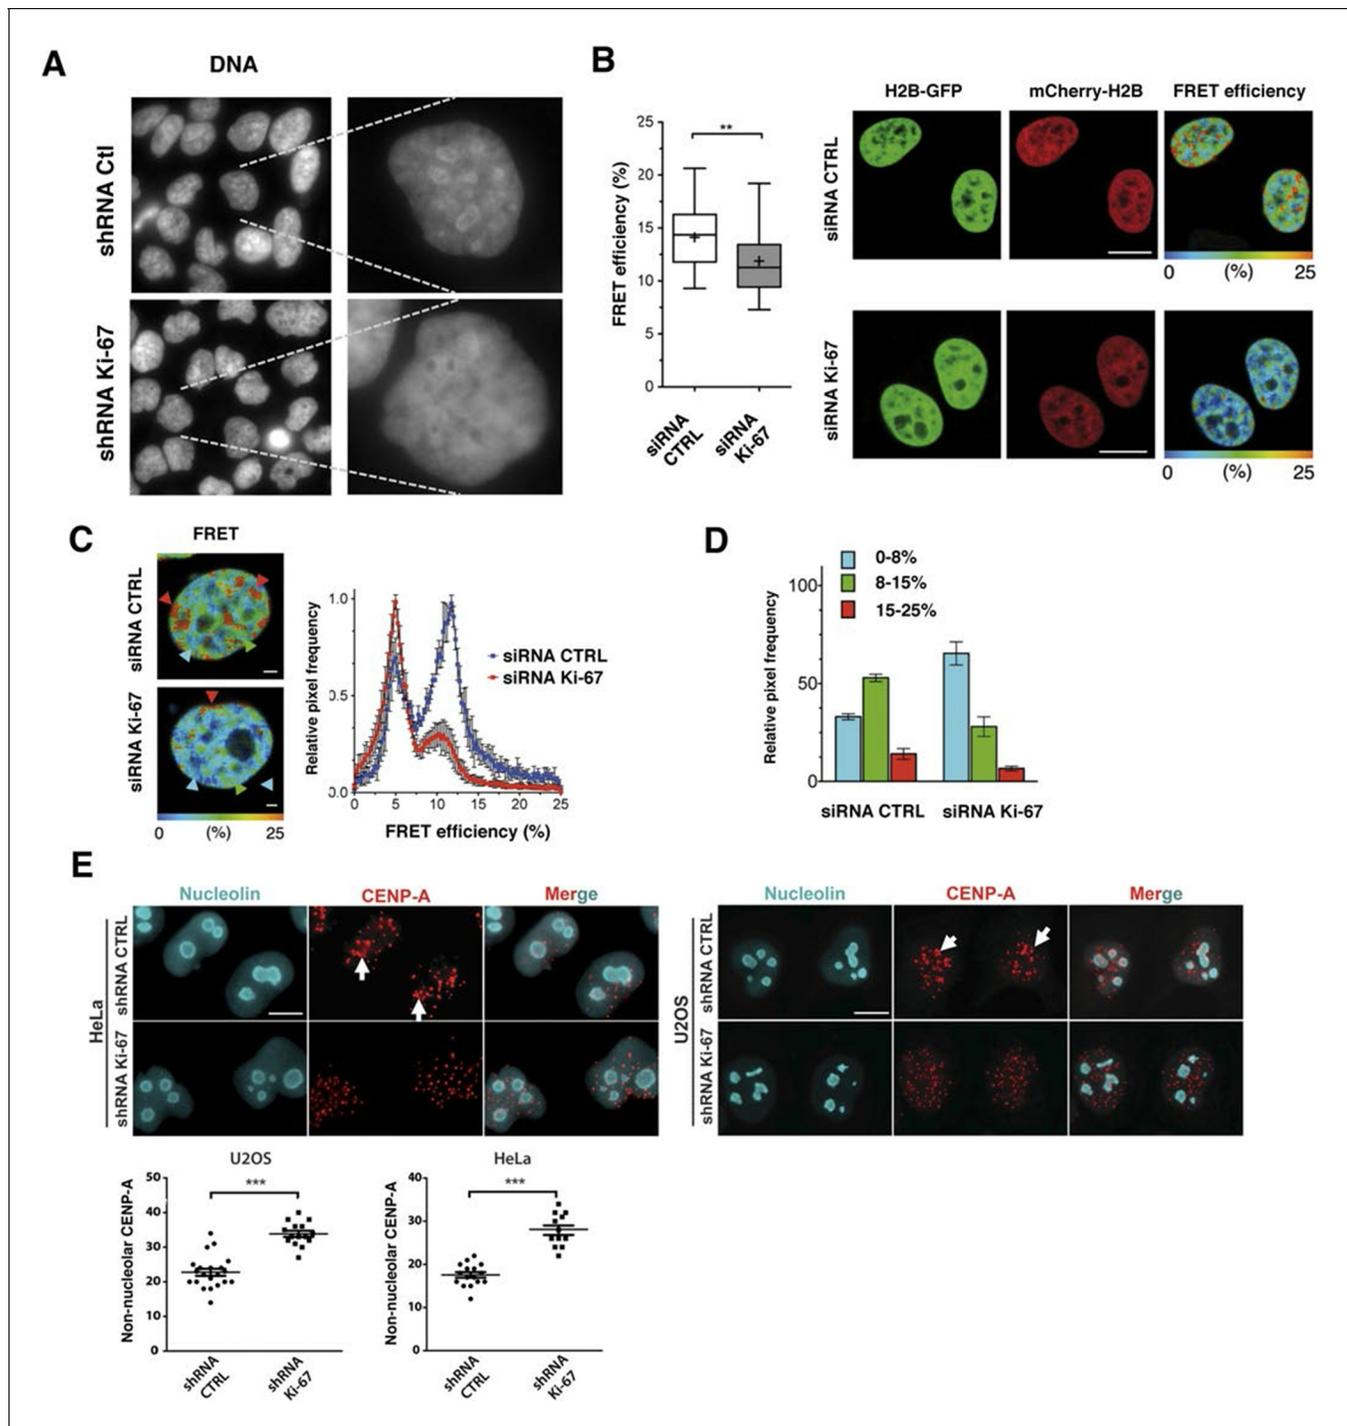 A
DNA
shRNA Ctl
shRNA Ki-67
B
**
25
20
15
10
5
0
FRET efficiency (%)
siRNA
CTRL
siRNA
Ki-67
H2B-GFP
mCherry-H2B
FRET efficiency
siRNA CTRL
0
(%)
25
siRNA Ki-67
0
(%)
25
C
FRET
siRNA CTRL
siRNA Ki-67
0
(%)
25
Relative pixel frequency
1.0
0.5
0.0
0
5
10
15
20
25
FRET efficiency (%)
siRNA CTRL
siRNA Ki-67
D
0-8%
8-15%
15-25%
Relative pixel frequency
100
50
0
siRNA CTRL
siRNA Ki-67
E
Nucleolin
CENP-A
Merge
HeLa
shRNA CTRL
shRNA Ki-67
Nucleolin
CENP-A
Merge
U2OS
shRNA CTRL
shRNA Ki-67
U2OS
***
Non-nucleolar CENP-A
50
40
30
20
10
0
shRNA
CTRL
shRNA
Ki-67
HeLa
***
Non-nucleolar CENP-A
40
30
20
10
0
shRNA
CTRL
shRNA
Ki-67